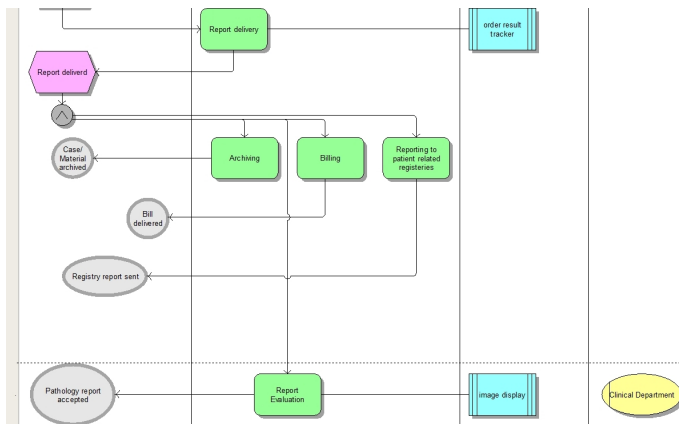 Report delivery
order result
tracker
Report deliverd
Case/
Material
archived
Archiving
Billing
Reporting to
patient related
registeries
Bill
delivered
Registry report sent
Pathology report
accepted
Report
Evaluation
image display
Clinical Department